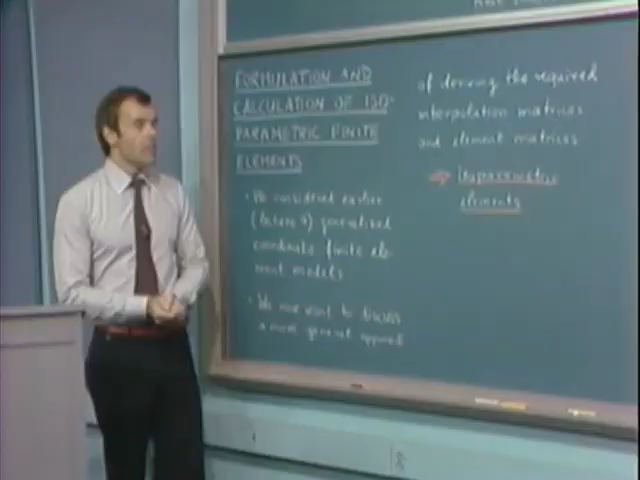 FORMULATION AND
CALCULATION OF ISO-
PARAMETRIC FINITE
ELEMENTS
• We considered earlier
(lecture 4) generalized
coordinate finite ele-
ment models
• We now want to discuss
a more general approach
of deriving the required
interpolation matrices
and element matrices
⇒ isoparametric
elements